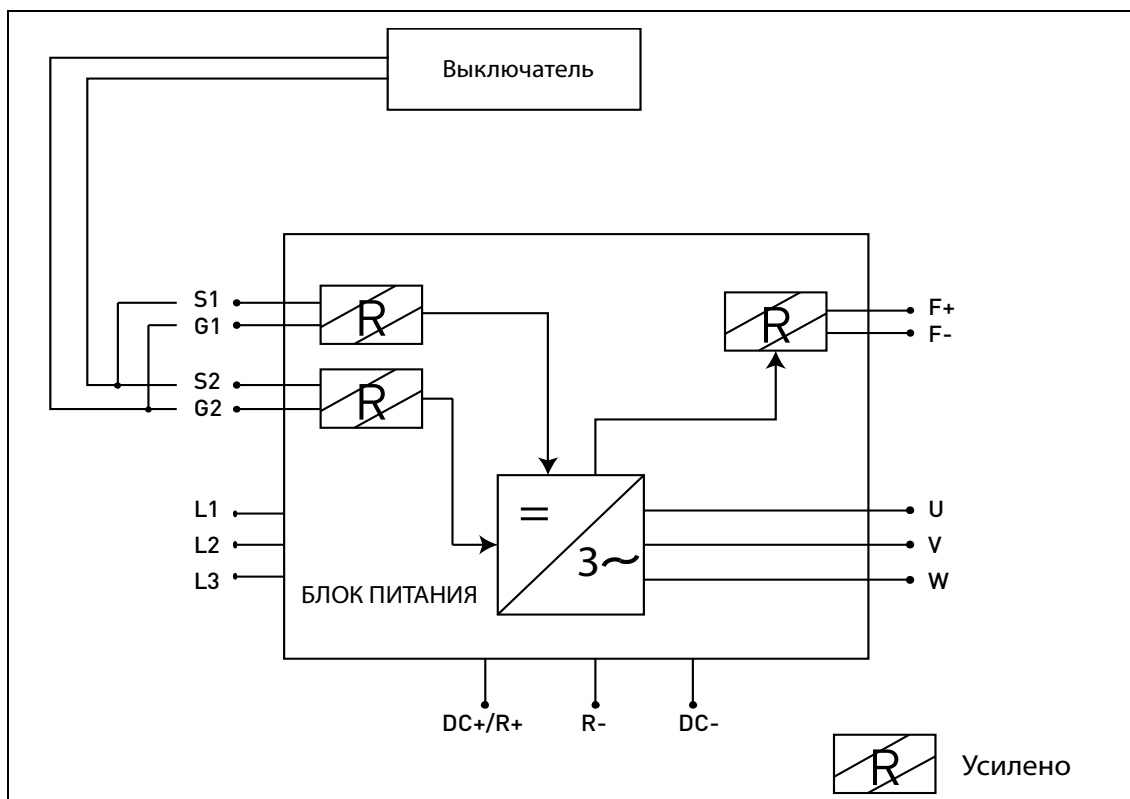 Выключатель
S1
G1
S2
G2
R
R
R
F+
F-
L1
L2
L3
=
3~
U
V
W
БЛОК ПИТАНИЯ
DC+/R+
R-
DC-
R
Усилено